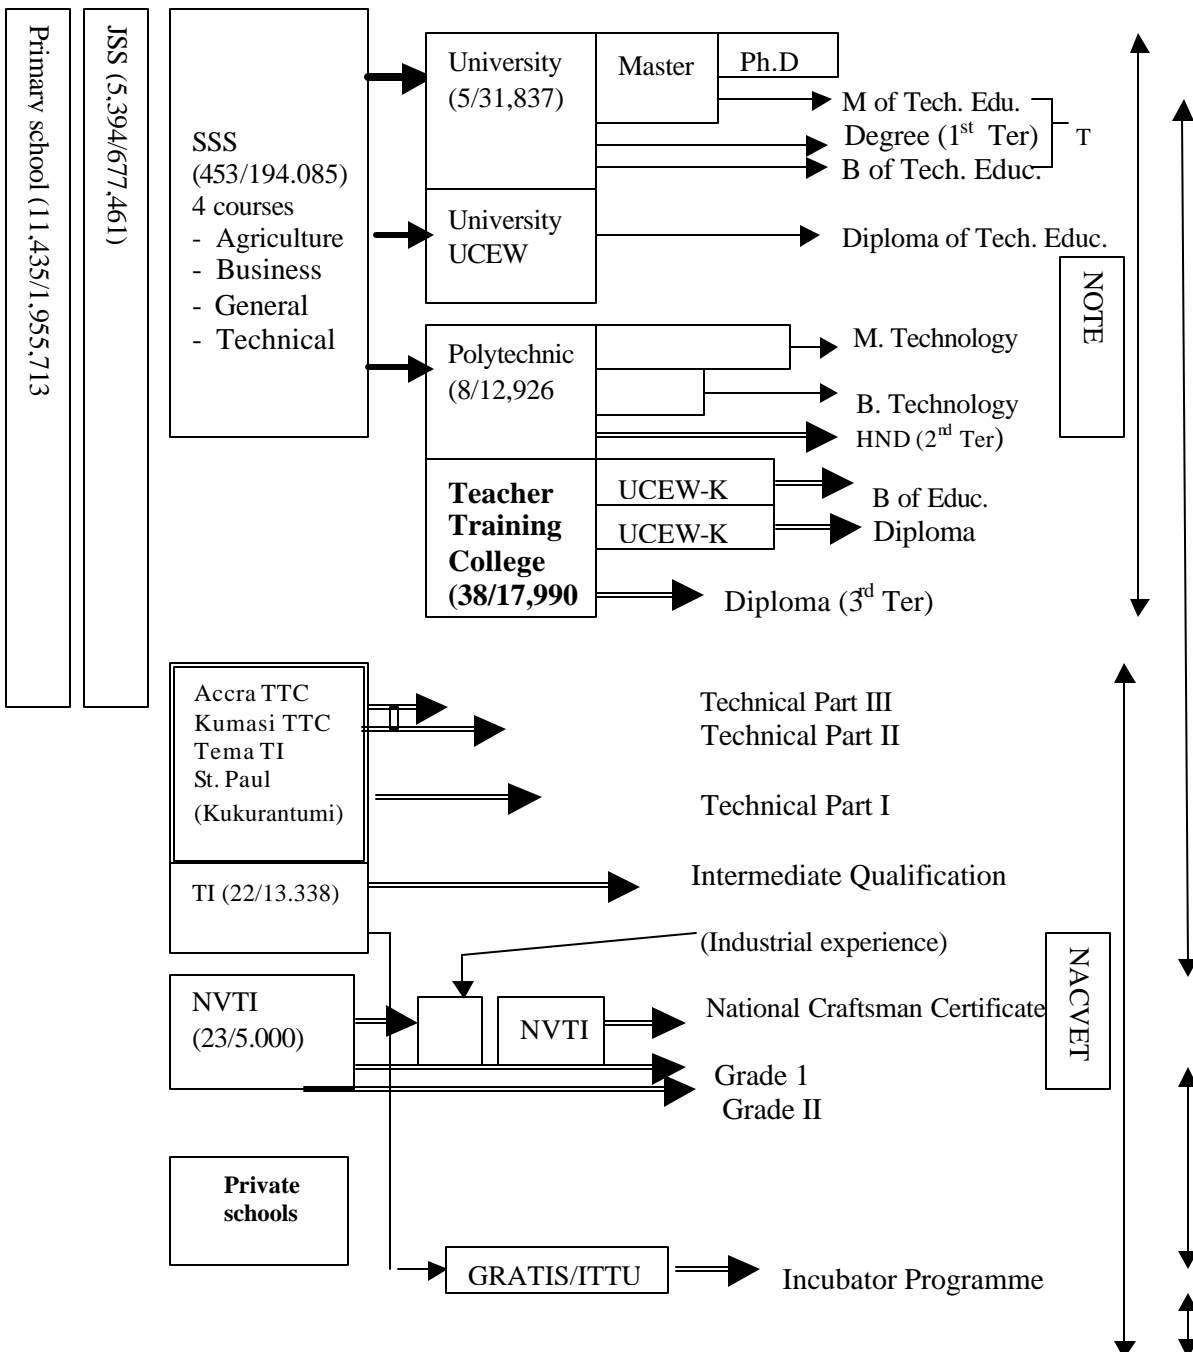 Primary school (11,435/1,955,713
JSS (5,394/677,461)
SSS
(453/194.085)
4 courses
- Agriculture
- Business
- General
- Technical
University
(5/31,837)
Master
Ph.D
M of Tech. Edu.
Degree (1st Ter)
B of Tech. Educ.
T
University
UCEW
Diploma of Tech. Educ.
NOTE
Polytechnic
(8/12,926
M. Technology
B. Technology
HND (2nd Ter)
Teacher
Training
College
(38/17,990
UCEW-K
UCEW-K
B of Educ.
Diploma
Diploma (3rd Ter)
Accra TTC
Kumasi TTC
Tema TI
St. Paul
(Kukurantumi)
Technical Part III
Technical Part II
Technical Part I
TI (22/13.338)
Intermediate Qualification
(Industrial experience)
NVTI
(23/5.000)
NVTI
National Craftsman Certificate
Grade 1
Grade II
NACVET
Private
schools
GRATIS/ITTU
Incubator Programme